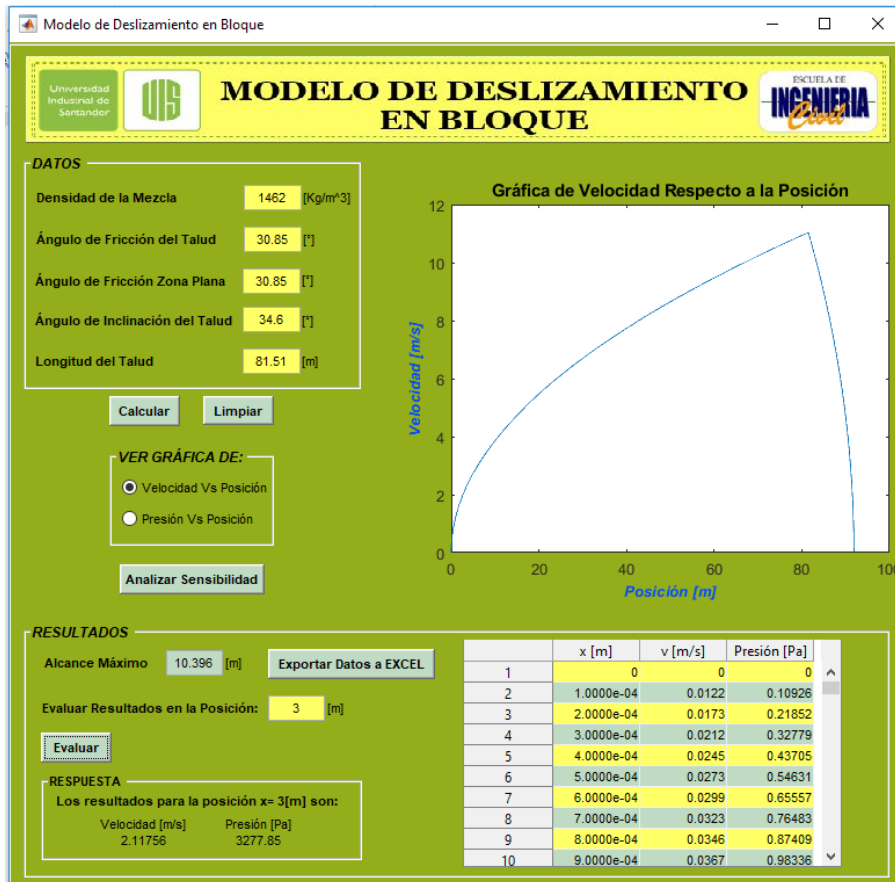 Modelo de Deslizamiento en Bloque
Universidad
Industrial de
Santander
UIS
MODELO DE DESLIZAMIENTO
EN BLOQUE
ESCUELA DE
INGENIERIA
Civil
DATOS
Densidad de la Mezcla 1462 [Kg/m^3]
Ángulo de Fricción del Talud 30.85 [°]
Ángulo de Fricción Zona Plana 30.85 [°]
Ángulo de Inclinación del Talud 34.6 [°]
Longitud del Talud 81.51 [m]
Calcular Limpiar
VER GRÁFICA DE:
Velocidad Vs Posición
Presión Vs Posición
Analizar Sensibilidad
Gráfica de Velocidad Respecto a la Posición
Velocidad [m/s]
12
10
8
6
4
2
0
0 20 40 60 80 100
Posición [m]
RESULTADOS
Alcance Máximo 10.396 [m] Exportar Datos a EXCEL
Evaluar Resultados en la Posición: 3 [m]
Evaluar
RESPUESTA
Los resultados para la posición x= 3[m] son:
Velocidad [m/s] Presión [Pa]
2.11756 3277.85
x [m] v [m/s] Presión [Pa]
1 0 0 0
2 1.0000e-04 0.0122 0.10926
3 2.0000e-04 0.0173 0.21852
4 3.0000e-04 0.0212 0.32779
5 4.0000e-04 0.0245 0.43705
6 5.0000e-04 0.0273 0.54631
7 6.0000e-04 0.0299 0.65557
8 7.0000e-04 0.0323 0.76483
9 8.0000e-04 0.0346 0.87409
10 9.0000e-04 0.0367 0.98336